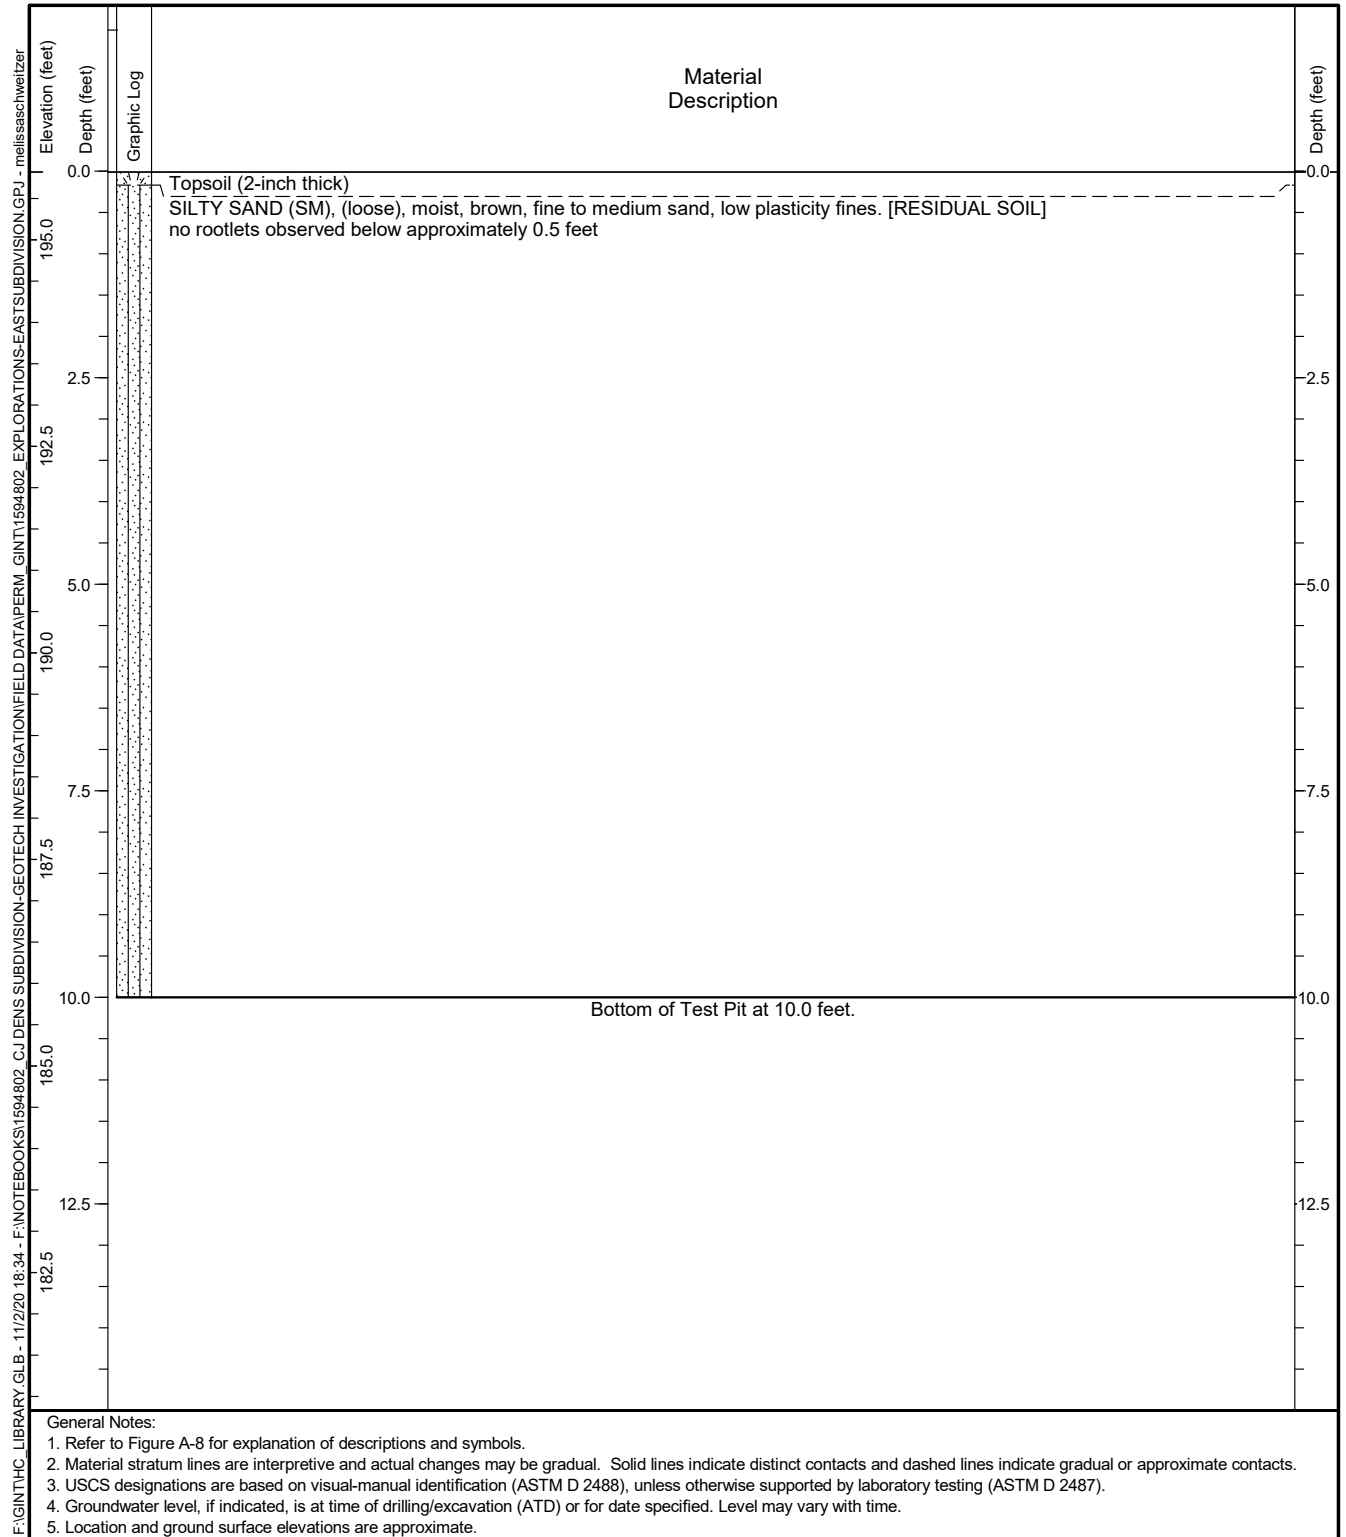 F:\GINT\HC_LIBRARY.GLB - 11/2/20 18:34 - F:\NOTEBOOKS\1594802_CJ DENS SUBDIVISION-GEOTECH INVESTIGATION\FIELD DATA\PERM_GINT\1594802_EXPLORATIONS-EASTSUBDIVISION.GPJ - melissaschweitzer
Elevation (feet)
Depth (feet)
Graphic Log
Material
Description
Depth (feet)
0.0
Topsoil (2-inch thick)
0.0
SILTY SAND (SM), (loose), moist, brown, fine to medium sand, low plasticity fines. [RESIDUAL SOIL]
no rootlets observed below approximately 0.5 feet
195.0
2.5
2.5
192.5
5.0
5.0
190.0
7.5
7.5
187.5
10.0
10.0
Bottom of Test Pit at 10.0 feet.
185.0
12.5
12.5
182.5
General Notes:
1. Refer to Figure A-8 for explanation of descriptions and symbols.
2. Material stratum lines are interpretive and actual changes may be gradual. Solid lines indicate distinct contacts and dashed lines indicate gradual or approximate contacts.
3. USCS designations are based on visual-manual identification (ASTM D 2488), unless otherwise supported by laboratory testing (ASTM D 2487).
4. Groundwater level, if indicated, is at time of drilling/excavation (ATD) or for date specified. Level may vary with time.
5. Location and ground surface elevations are approximate.